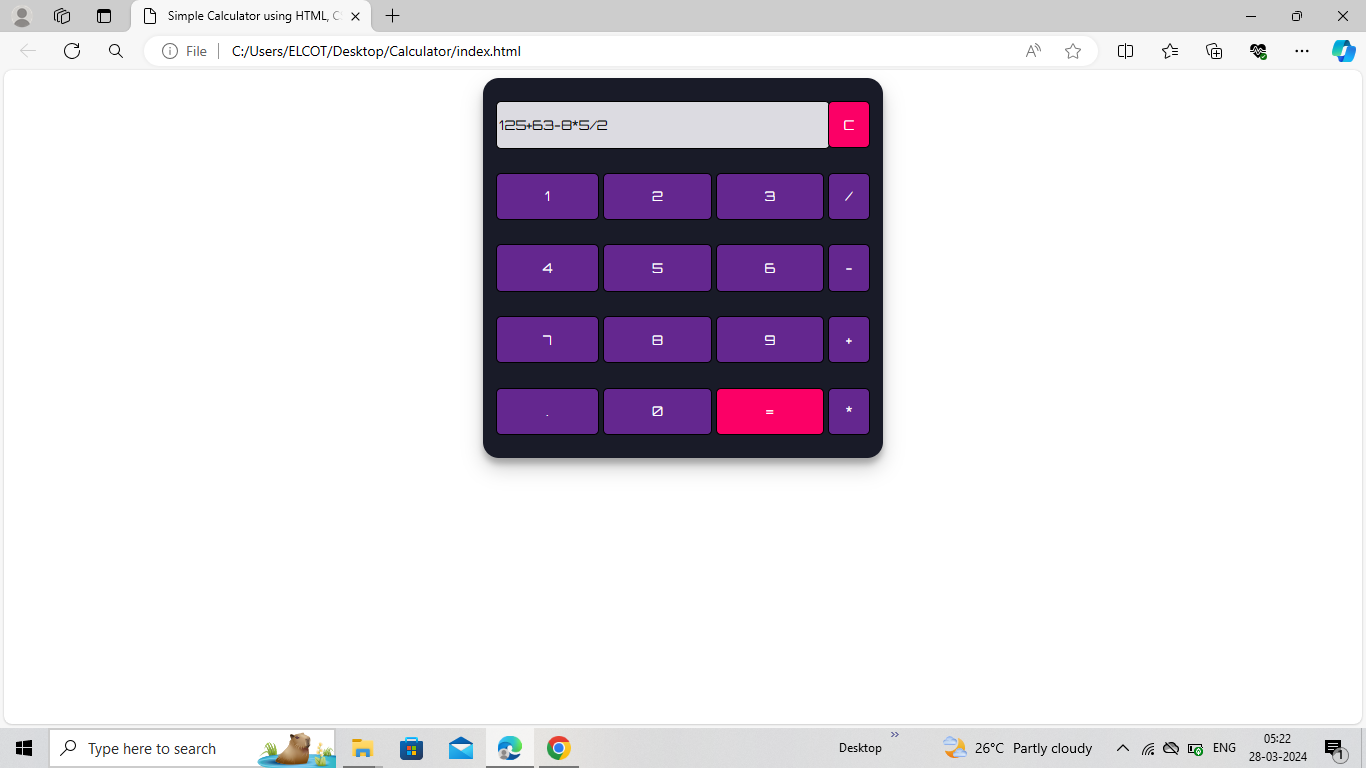 Simple Calculator using HTML, C
File
C:/Users/ELCOT/Desktop/Calculator/index.html
125+63-8*5/2 C
1 2 3 /
4 5 6 -
7 8 9 +
. 0 = *
Type here to search
Desktop
26°C Partly cloudy
ENG
05:22
28-03-2024
1